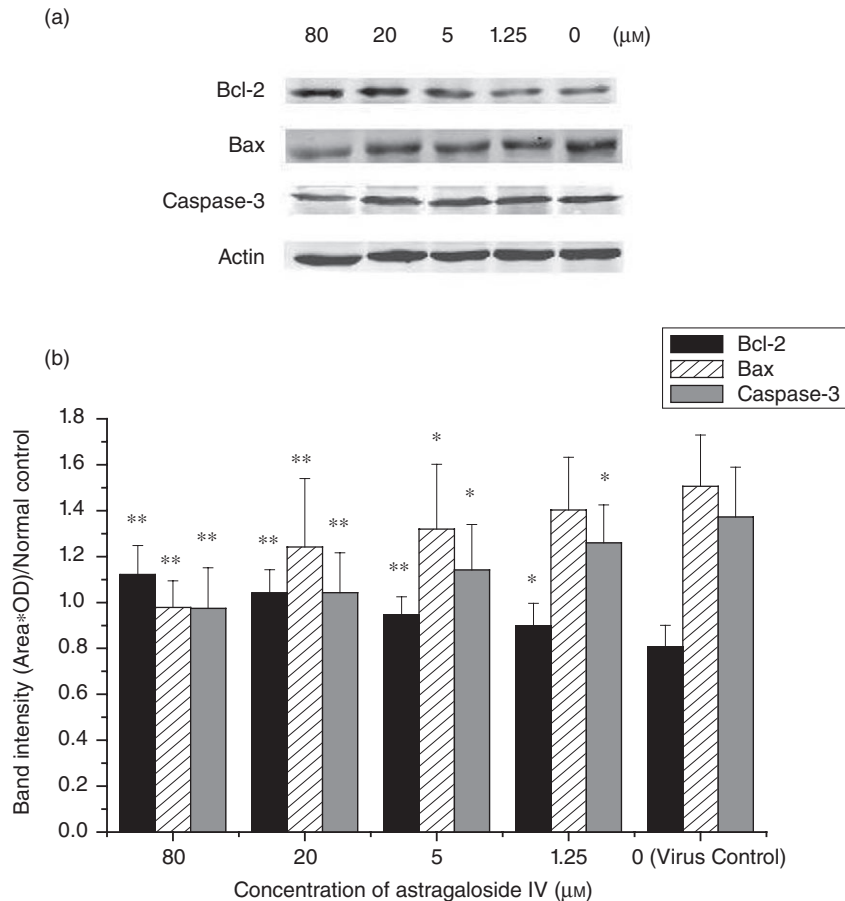 (a)
80 20 5 1.25 0 (μM)
Bcl-2
Bax
Caspase-3
Actin
(b)
Bcl-2
Bax
Caspase-3
Band intensity (Area*OD)/Normal control
1.8
1.6
1.4
1.2
1.0
0.8
0.6
0.4
0.2
0.0
** ** **
** ** **
** * *
* *
80 20 5 1.25 0 (Virus Control)
Concentration of astragaloside IV (μM)